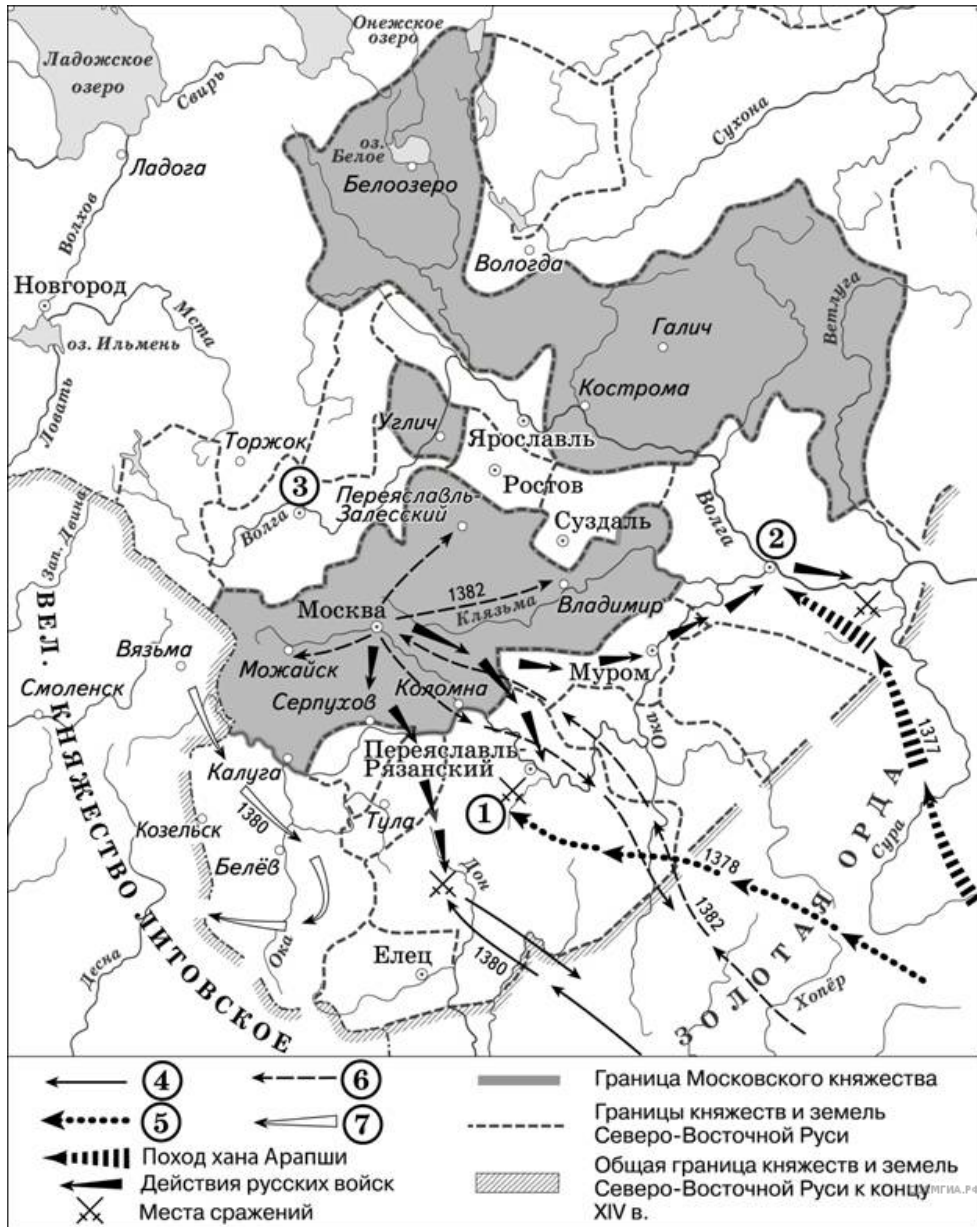 Онежское
озеро
Ладожское
озеро
Свирь
Сухона
оз.
Белое
Белоозеро
Ладога
Волхов
Вологда
Новгород
Мста
оз. Ильмень
Ветлуга
Галич
Кострома
Ловать
Углич
Торжок
Ярославль
Ростов
3
Переяславль-
Залесский
Волга
Суздаль
Волга
2
Зап. Двина
1382
Клязьма
Владимир
Москва
ВЕЛ. КНЯЖЕСТВО ЛИТОВСКОЕ
Вязьма
Можайск
Муром
Смоленск
Серпухов
Коломна
Ока
1377
Переяславль-
Рязанский
Калуга
1380
Тула
1
Козельск
Белёв
1378
ЗОЛОТАЯ ОРДА
Сура
Дон
1382
Десна
Ока
Елец
1380
Хопёр
4
6
5
7
Поход хана Арапши
Действия русских войск
Места сражений
Граница Московского княжества
Границы княжеств и земель
Северо-Восточной Руси
Общая граница княжеств и земель
Северо-Восточной Руси к концу
XIV в.